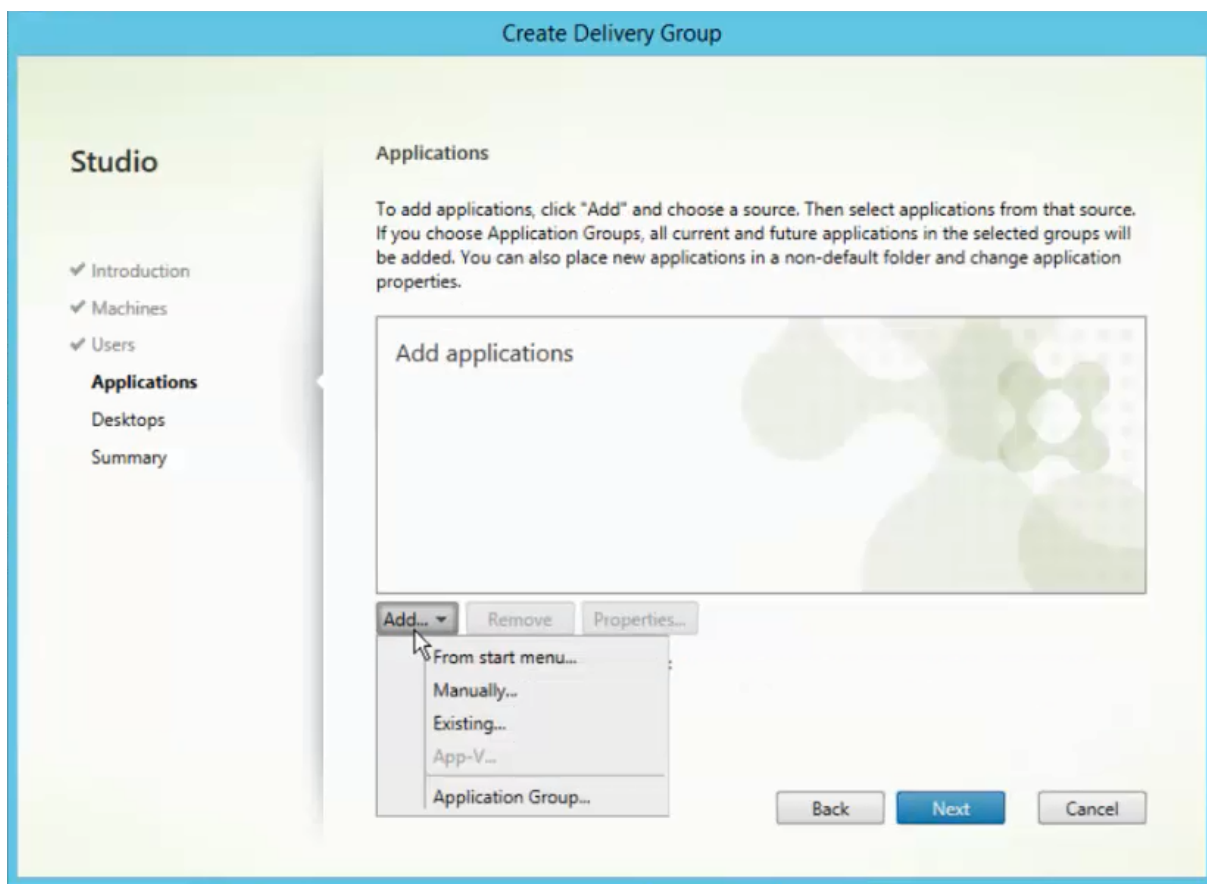 Create Delivery Group
Studio
Introduction
Machines
Users
Applications
Desktops
Summary
Applications
To add applications, click "Add" and choose a source. Then select applications from that source.
If you choose Application Groups, all current and future applications in the selected groups will
be added. You can also place new applications in a non-default folder and change application
properties.
Add applications
Add...
Remove
Properties...
From start menu...
Manually...
Existing...
App-V...
Application Group...
Back
Next
Cancel